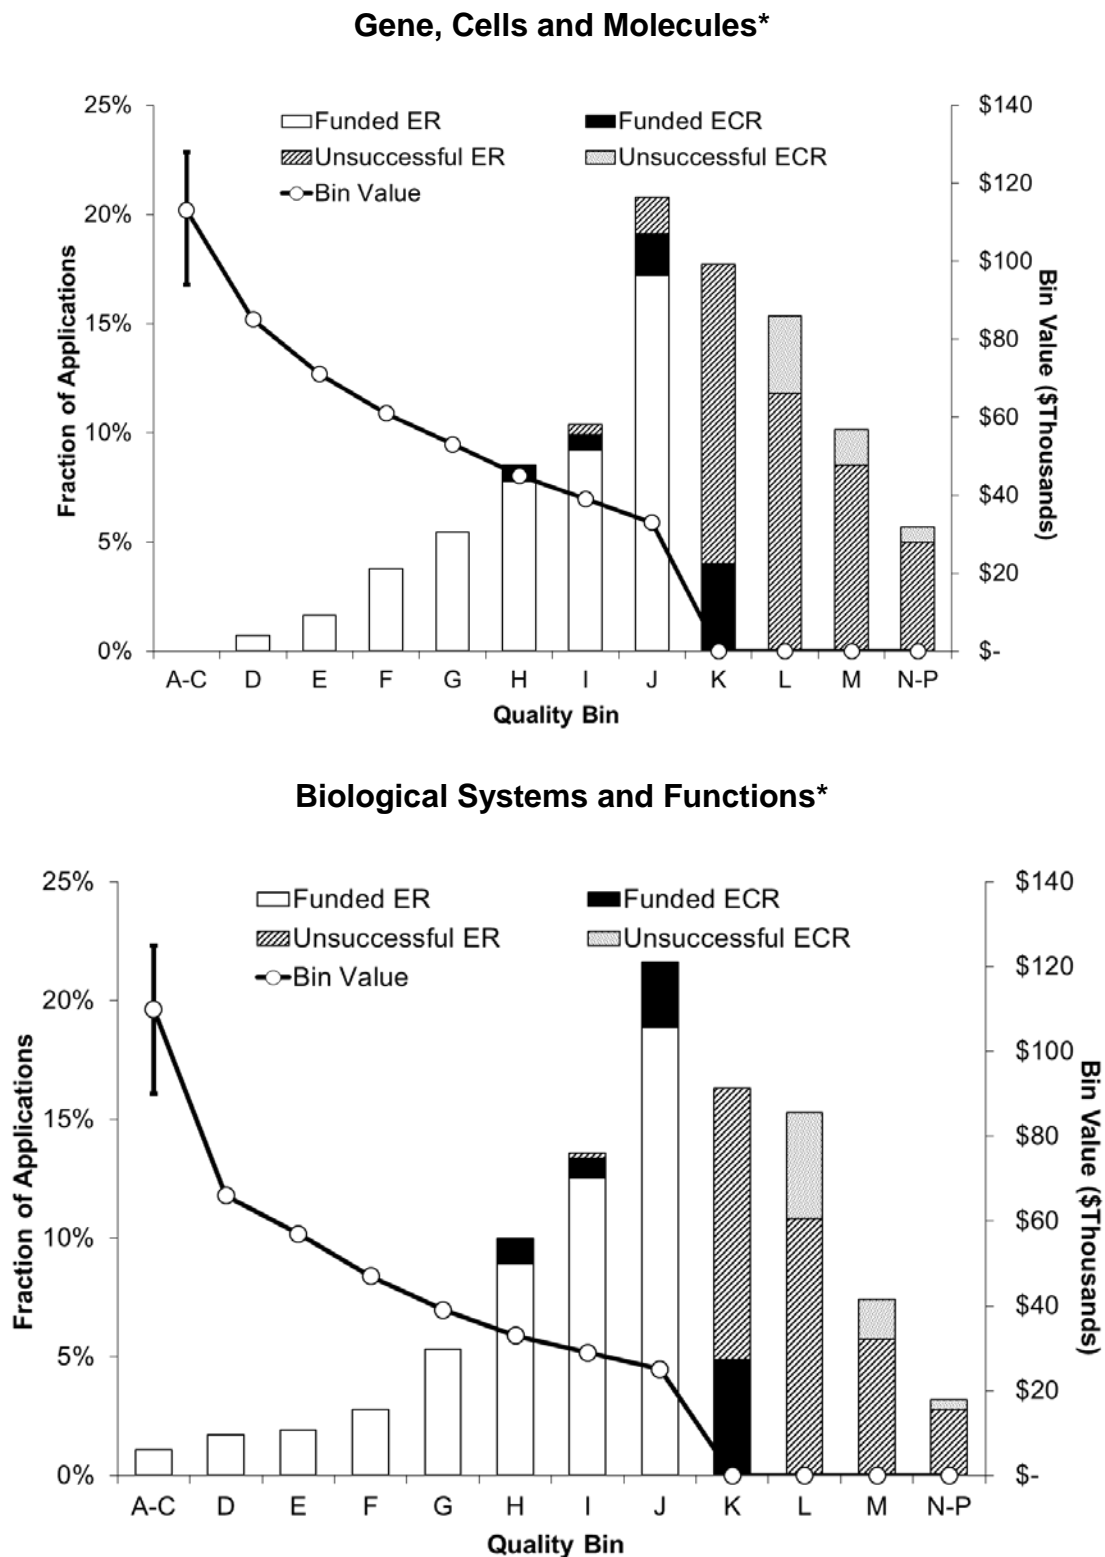 Gene, Cells and Molecules*
25%
20%
15%
10%
5%
0%
Fraction of Applications
Funded ER
Funded ECR
Unsuccessful ER
Unsuccessful ECR
Bin Value
$140
$120
$100
$80
$60
$40
$20
$-
Bin Value ($Thousands)
A-C D E F G H I J K L M N-P
Quality Bin
Biological Systems and Functions*
25%
20%
15%
10%
5%
0%
Fraction of Applications
Funded ER
Funded ECR
Unsuccessful ER
Unsuccessful ECR
Bin Value
$140
$120
$100
$80
$60
$40
$20
$-
Bin Value ($Thousands)
A-C D E F G H I J K L M N-P
Quality Bin